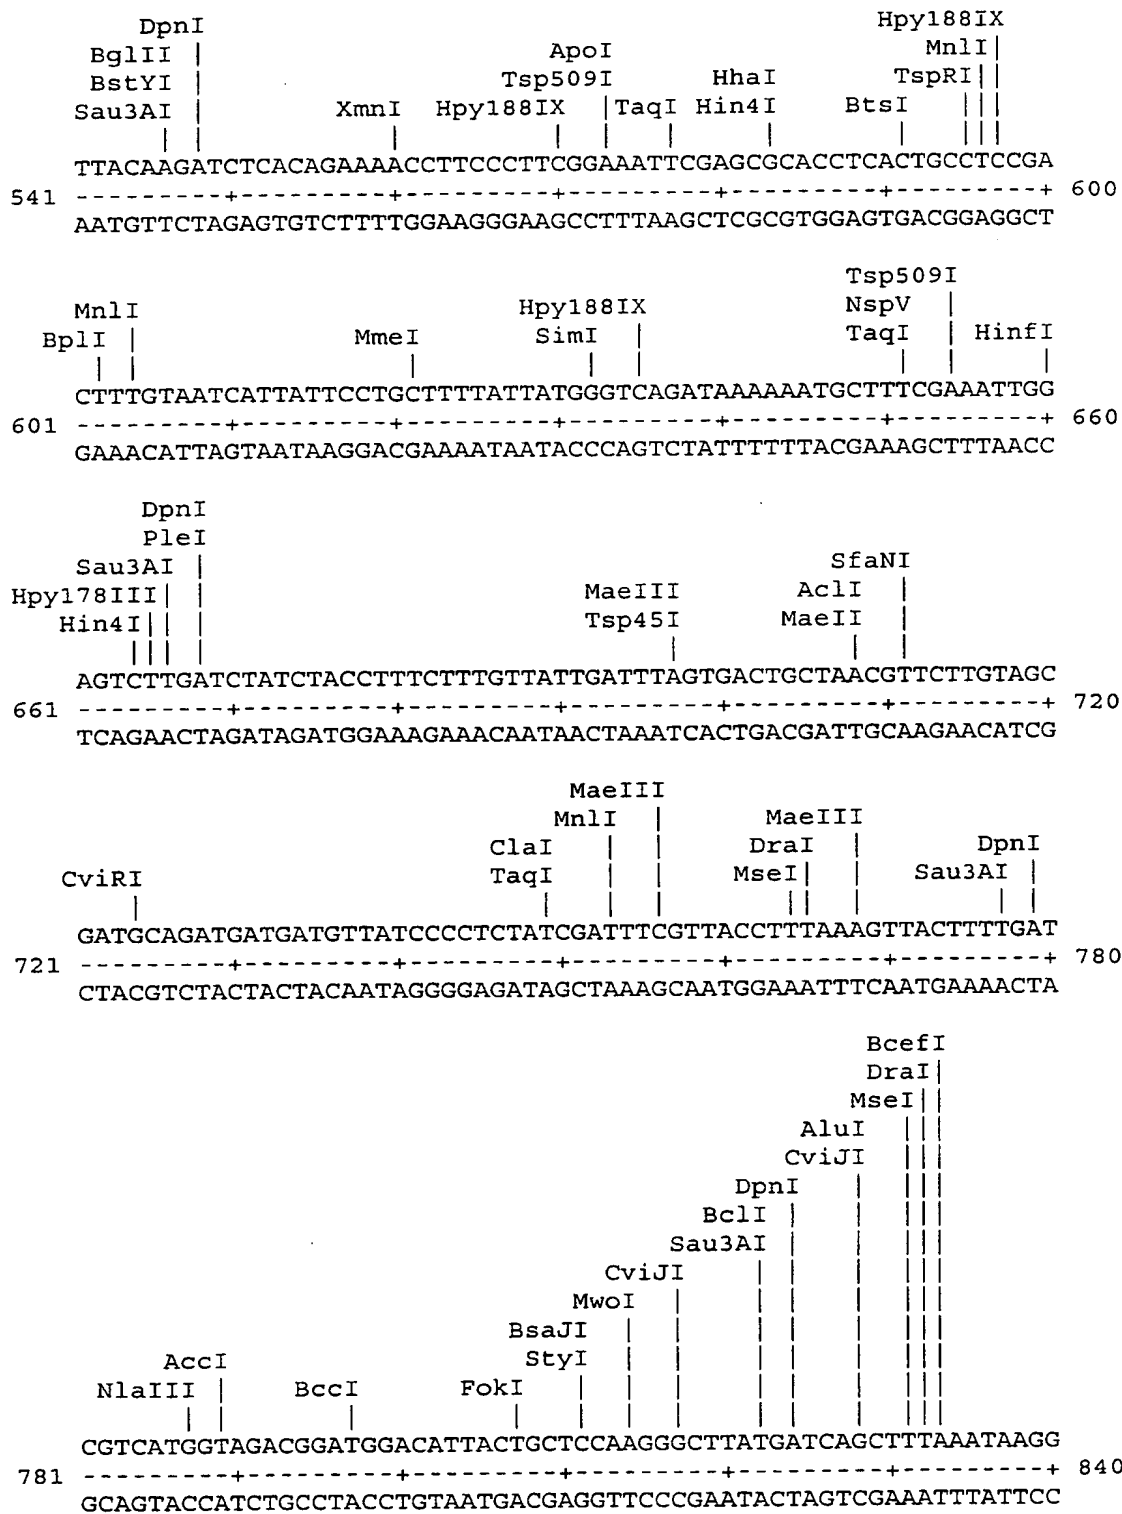 Hpy188IX
DpnI
MnlI
BglII ApoI
BstYI Tsp509I HhaI TspRI
Sau3AI XmnI Hpy188IX TaqI Hin4I BtsI
TTACAAGATCTCACAGAAAACCTTCCCTTCGGAAATTCGAGCGCACCTCACTGCCTCCGA
541 ---------+---------+---------+---------+---------+---------+ 600
AATGTTCTAGAGTGTCTTTTGGAAGGGAAGCCTTTAAGCTCGCGTGGAGTGACGGAGGCT
Tsp509I
MnlI Hpy188IX NspV
BplI MmeI SimI TaqI HinfI
CTTTGTAATCATTATTCCTGCTTTTATTATGGGTCAGATAAAAAATGCTTTCGAAATTGG
601 ---------+---------+---------+---------+---------+---------+ 660
GAAACATTAGTAATAAGGACGAAAATAATACCCAGTCTATTTTTTACGAAAGCTTTAACC
DpnI
PleI
Sau3AI SfaNI
Hpy178III MaeIII AclI
Hin4I Tsp45I MaeII
AGTCTTGATCTATCTACCTTTCTTTGTTATTGATTTAGTGACTGCTAACGTTCTTGTAGC
661 ---------+---------+---------+---------+---------+---------+ 720
TCAGAACTAGATAGATGGAAAGAAACAATAACTAAATCACTGACGATTGCAAGAACATCG
MaeIII
MnlI MaeIII
ClaI DraI DpnI
CviRI TaqI MseI Sau3AI
GATGCAGATGATGATGTTATCCCCTCTATCGATTTCGTTACCTTTAAAGTTACTTTTGAT
721 ---------+---------+---------+---------+---------+---------+ 780
CTACGTCTACTACTACAATAGGGGAGATAGCTAAAGCAATGGAAATTTCAATGAAAACTA
BcefI
DraI
MseI
AluI
CviJI
DpnI
BclI
Sau3AI
CviJI
MwoI
BsaJI
AccI StyI
NlaIII BccI FokI
CGTCATGGTAGACGGATGGACATTACTGCTCCAAGGGCTTATGATCAGCTTTAAATAAGG
781 ---------+---------+---------+---------+---------+---------+ 840
GCAGTACCATCTGCCTACCTGTAATGACGAGGTTCCCGAATACTAGTCGAAATTTATTCC